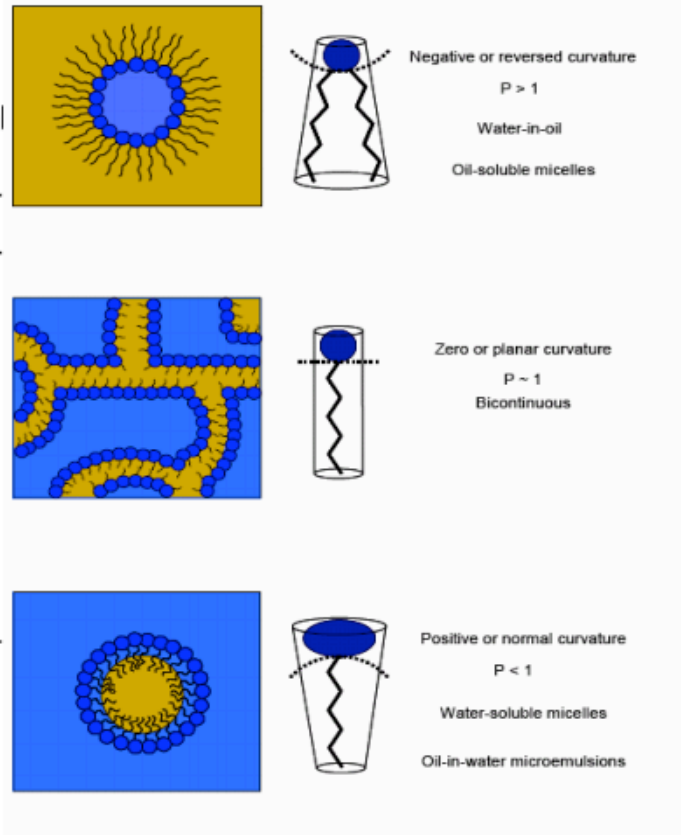 Negative or reversed curvature
P > 1
Water-in-oil
Oil-soluble micelles
Zero or planar curvature
P ~ 1
Bicontinuous
Positive or normal curvature
P < 1
Water-soluble micelles
Oil-in-water microemulsions